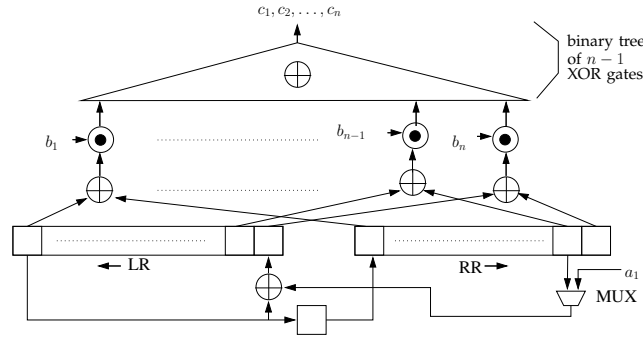 c₁, c₂, . . . , cₙ
binary tree
of n − 1
XOR gates
b₁
bₙ₋₁
bₙ
LR
RR
a₁
MUX